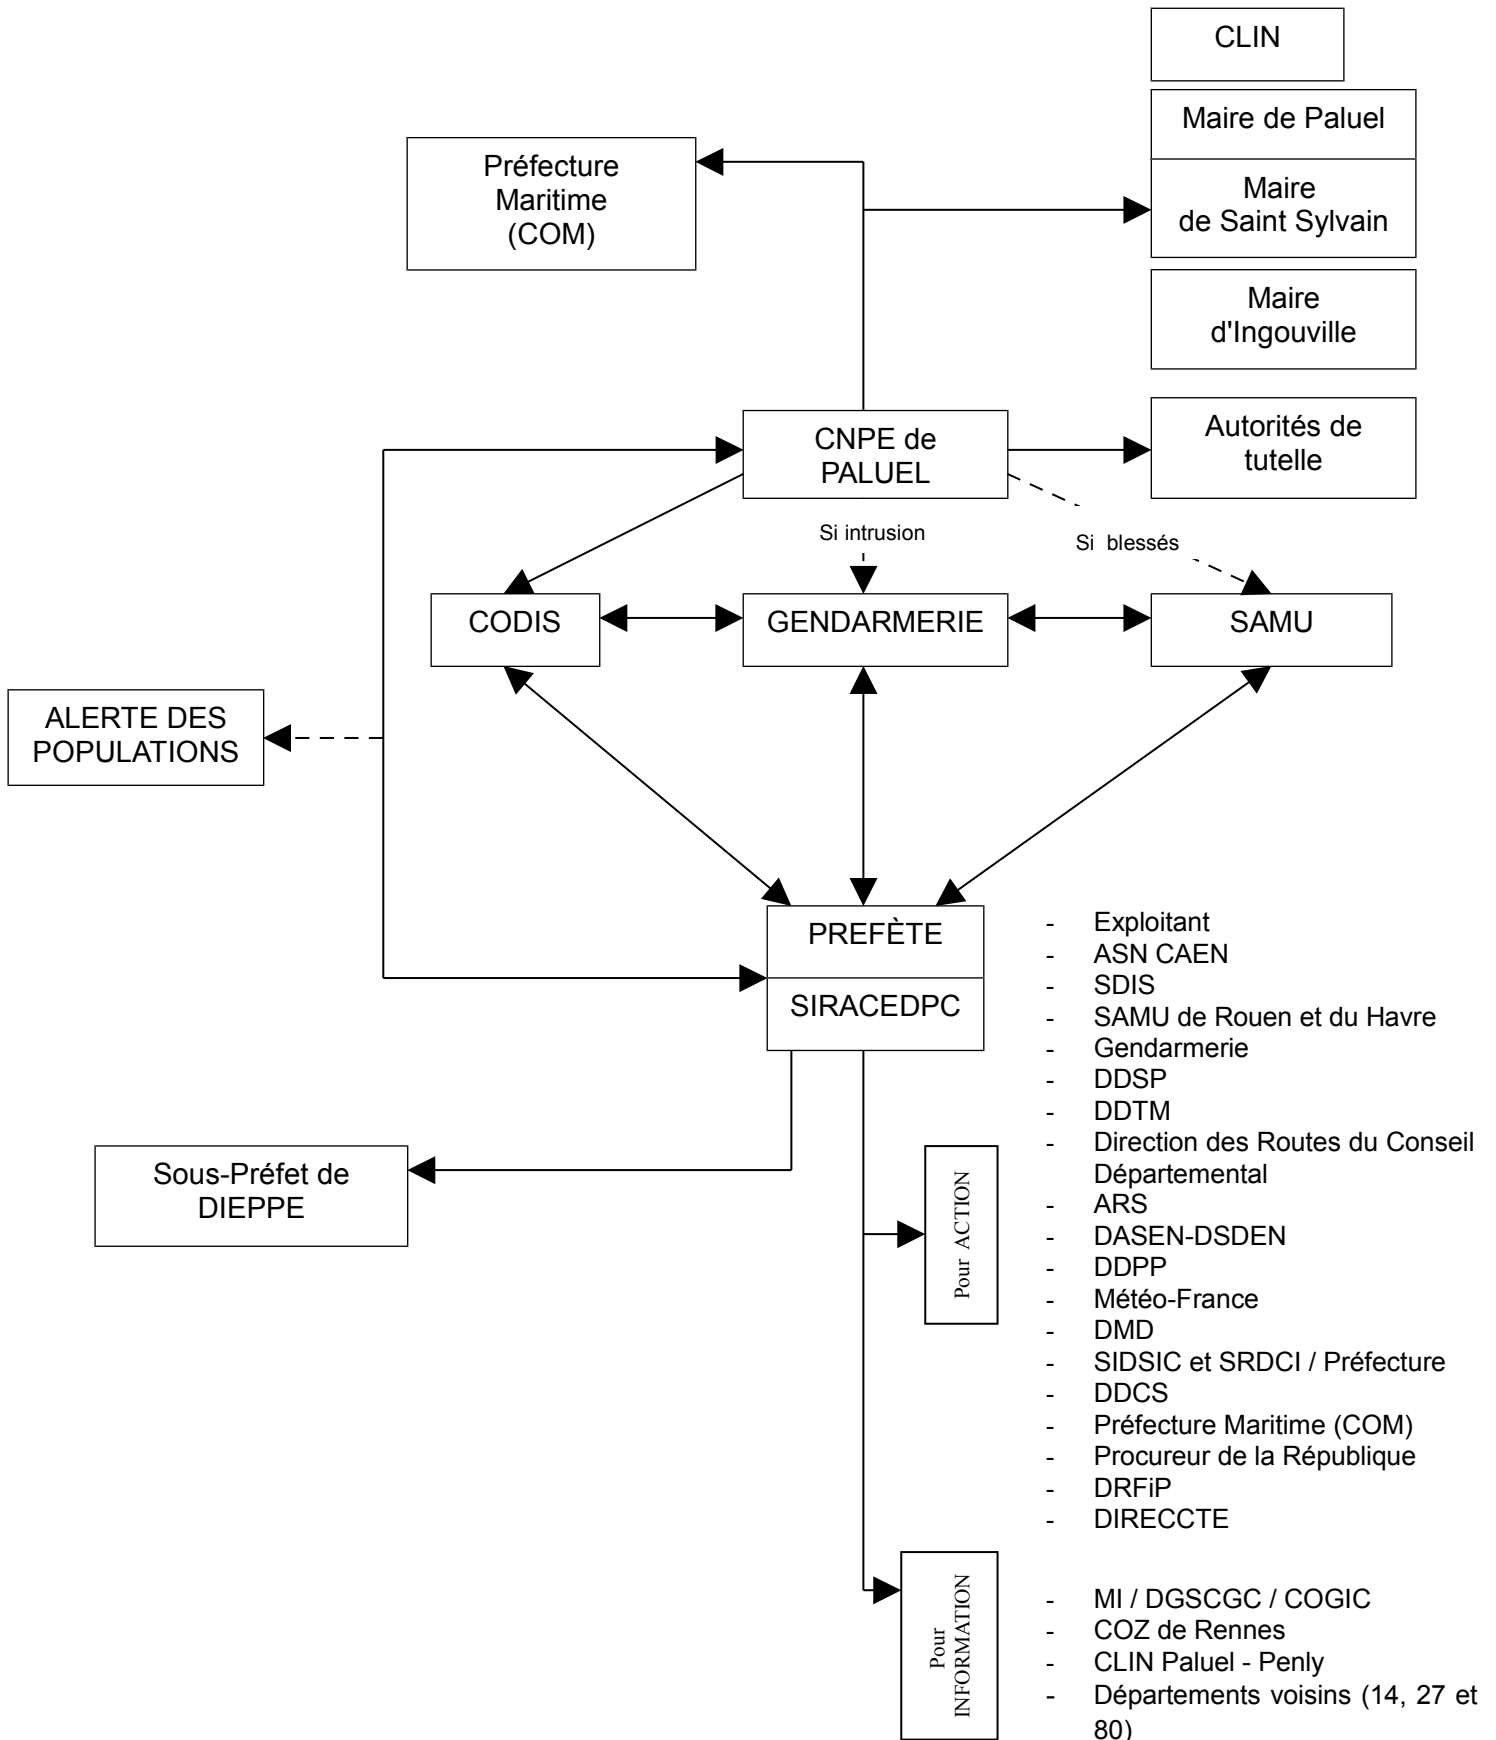 CLIN
Maire de Paluel
Maire
de Saint Sylvain
Préfecture
Maritime
(COM)
Maire
d'Ingouville
CNPE de
PALUEL
Autorités de
tutelle
Si intrusion
Si blessés
CODIS
GENDARMERIE
SAMU
ALERTE DES
POPULATIONS
PREFÈTE
SIRACEDPC
Sous-Préfet de
DIEPPE
Pour ACTION
- Exploitant
- ASN CAEN
- SDIS
- SAMU de Rouen et du Havre
- Gendarmerie
- DDSP
- DDTM
- Direction des Routes du Conseil
Départemental
- ARS
- DASEN-DSDEN
- DDPP
- Météo-France
- DMD
- SIDSIC et SRDCI / Préfecture
- DDCS
- Préfecture Maritime (COM)
- Procureur de la République
- DRFiP
- DIRECCTE
Pour
INFORMATION
- MI / DGSCGC / COGIC
- COZ de Rennes
- CLIN Paluel - Penly
- Départements voisins (14, 27 et
80)